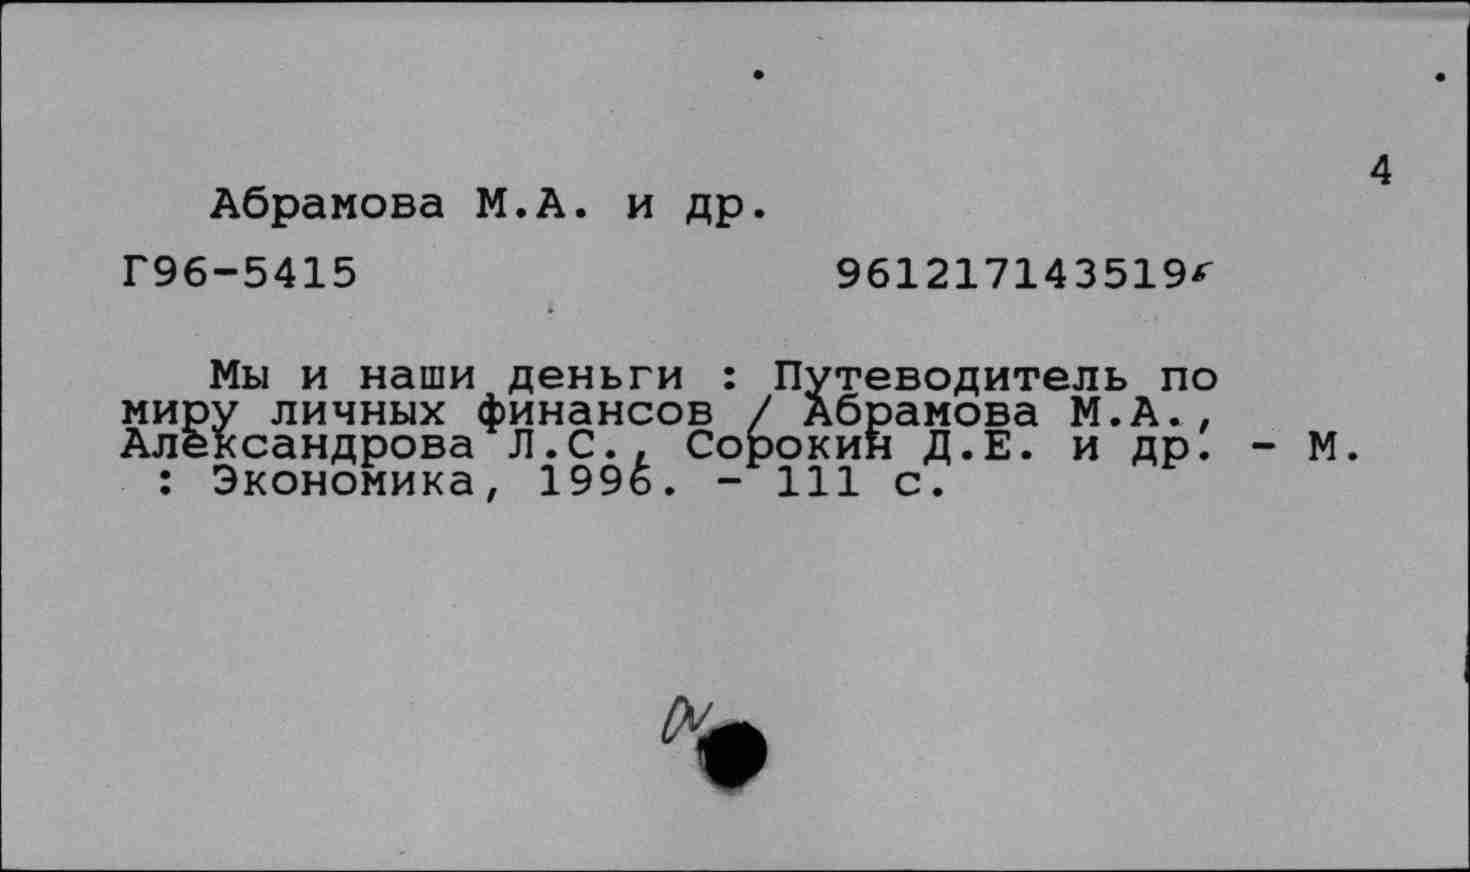 4
Абрамова М.А. и др.
Г96-5415 961217143519
Мы и наши деньги : Путеводитель по
миру личных финансов / Абрамова М.А.,
Александрова Л.С., Сорокин Д.Е. и др. - М.
: Экономика, 1996. - 111 с.